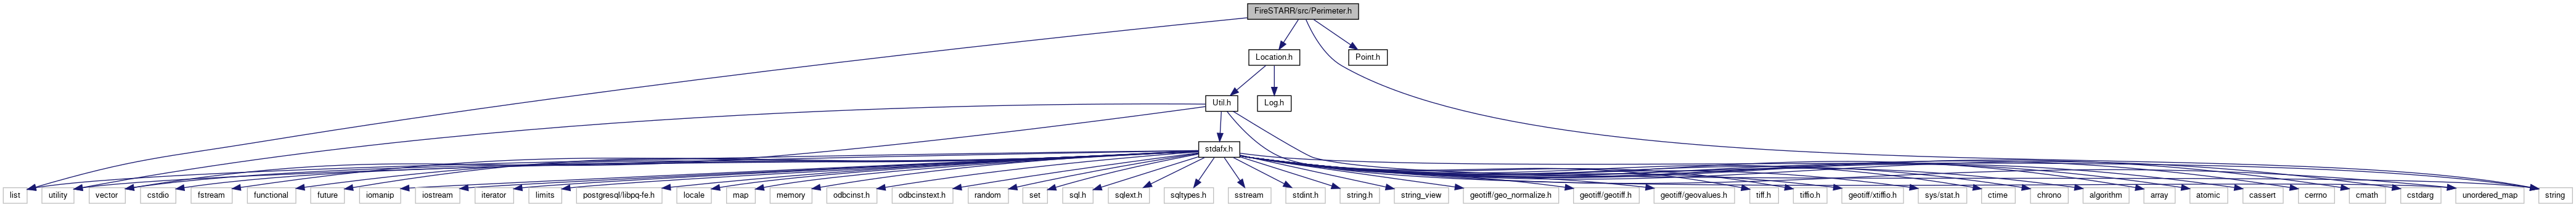 FireSTARR/src/Perimeter.h
Location.h
Point.h
Util.h
Log.h
stdafx.h
list
utility
vector
cstdio
fstream
functional
future
iomanip
iostream
iterator
limits
postgresql/libpq-fe.h
locale
map
memory
odbcinst.h
odbcinstext.h
random
set
sql.h
sqlext.h
sqltypes.h
sstream
stdint.h
string.h
string_view
geotiff/geo_normalize.h
geotiff/geotiff.h
geotiff/geovalues.h
tiff.h
tiffio.h
geotiff/xtiffio.h
sys/stat.h
ctime
chrono
algorithm
array
atomic
cassert
cerrno
cmath
cstdarg
unordered_map
string